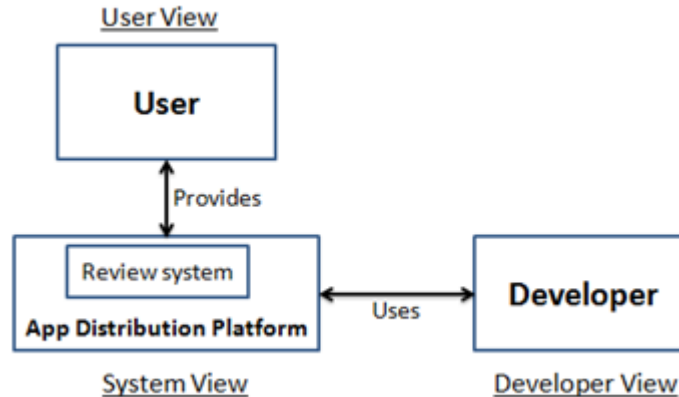 User View
User
Provides
Review system
App Distribution Platform
Uses
Developer
System View
Developer View